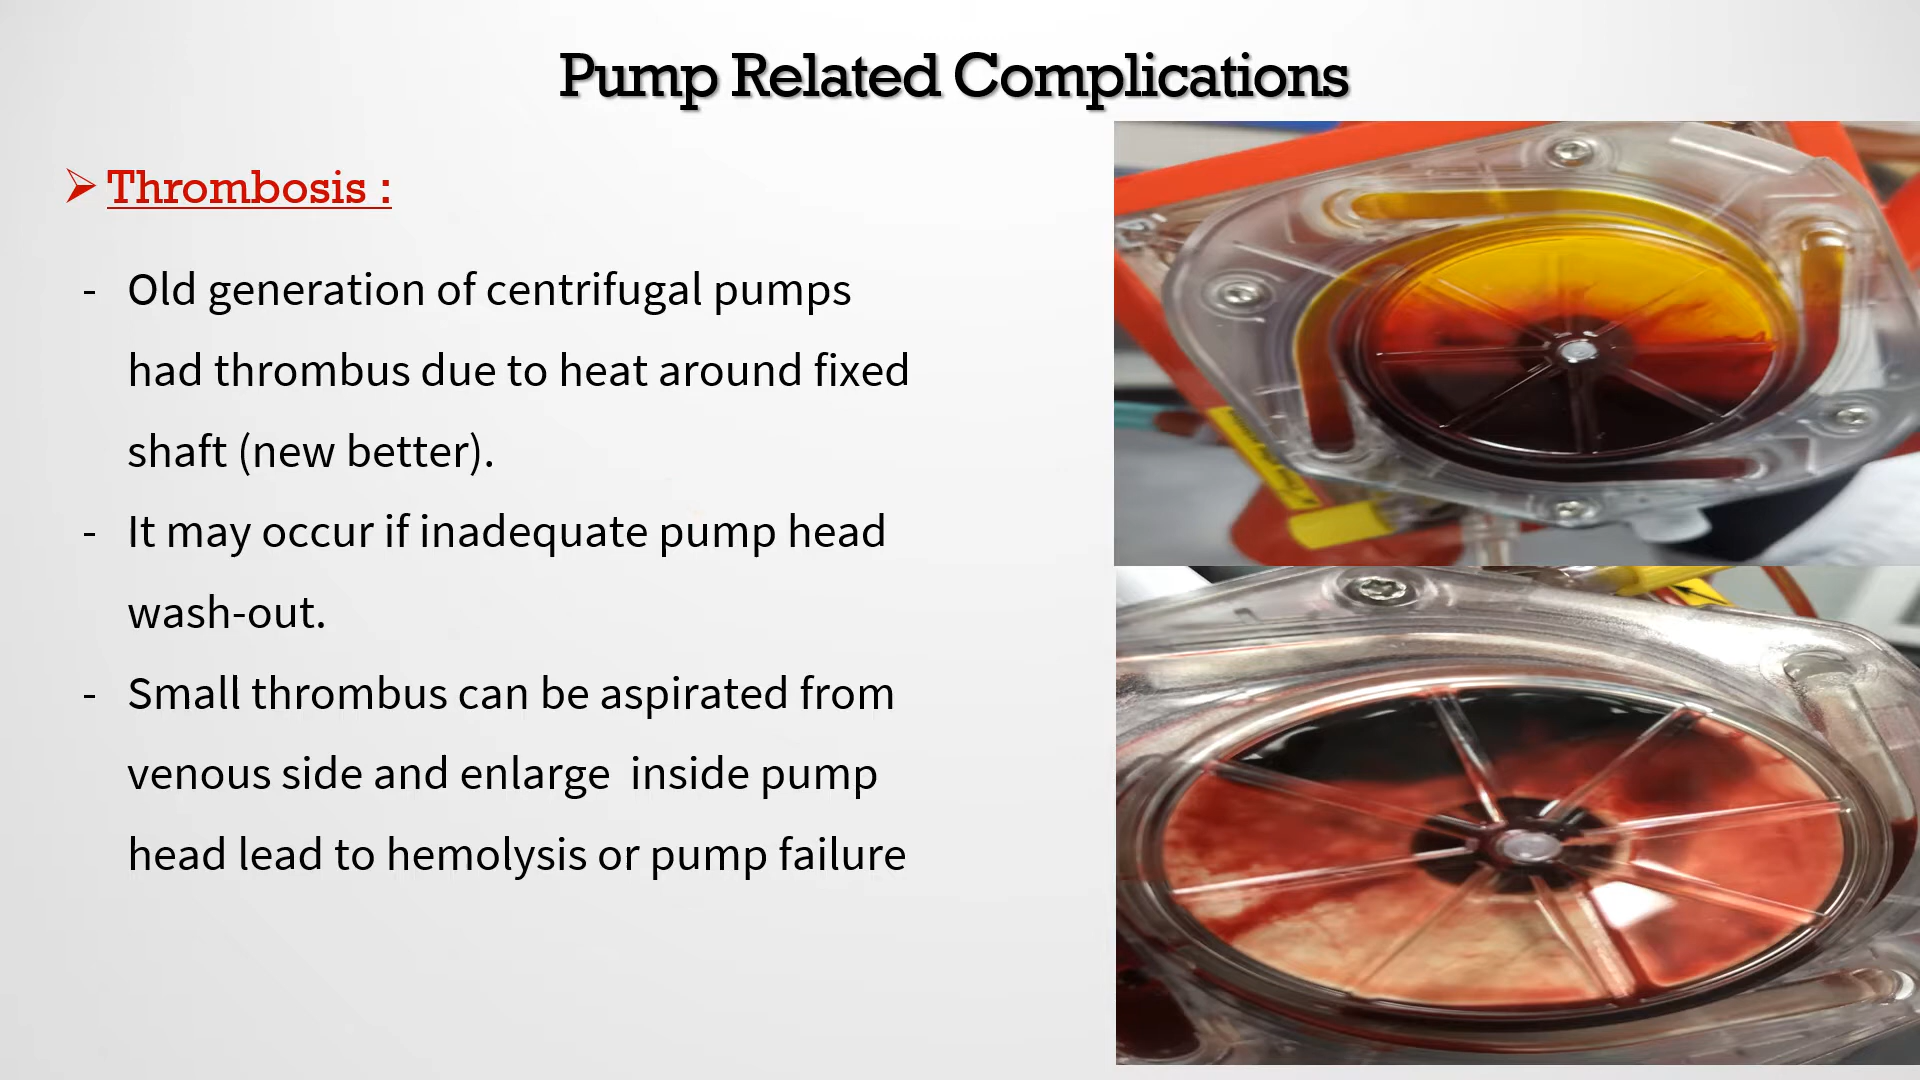 Pump Related Complications
➢ Thrombosis :
- Old generation of centrifugal pumps
had thrombus due to heat around fixed
shaft (new better).
- It may occur if inadequate pump head
wash-out.
- Small thrombus can be aspirated from
venous side and enlarge  inside pump
head lead to hemolysis or pump failure